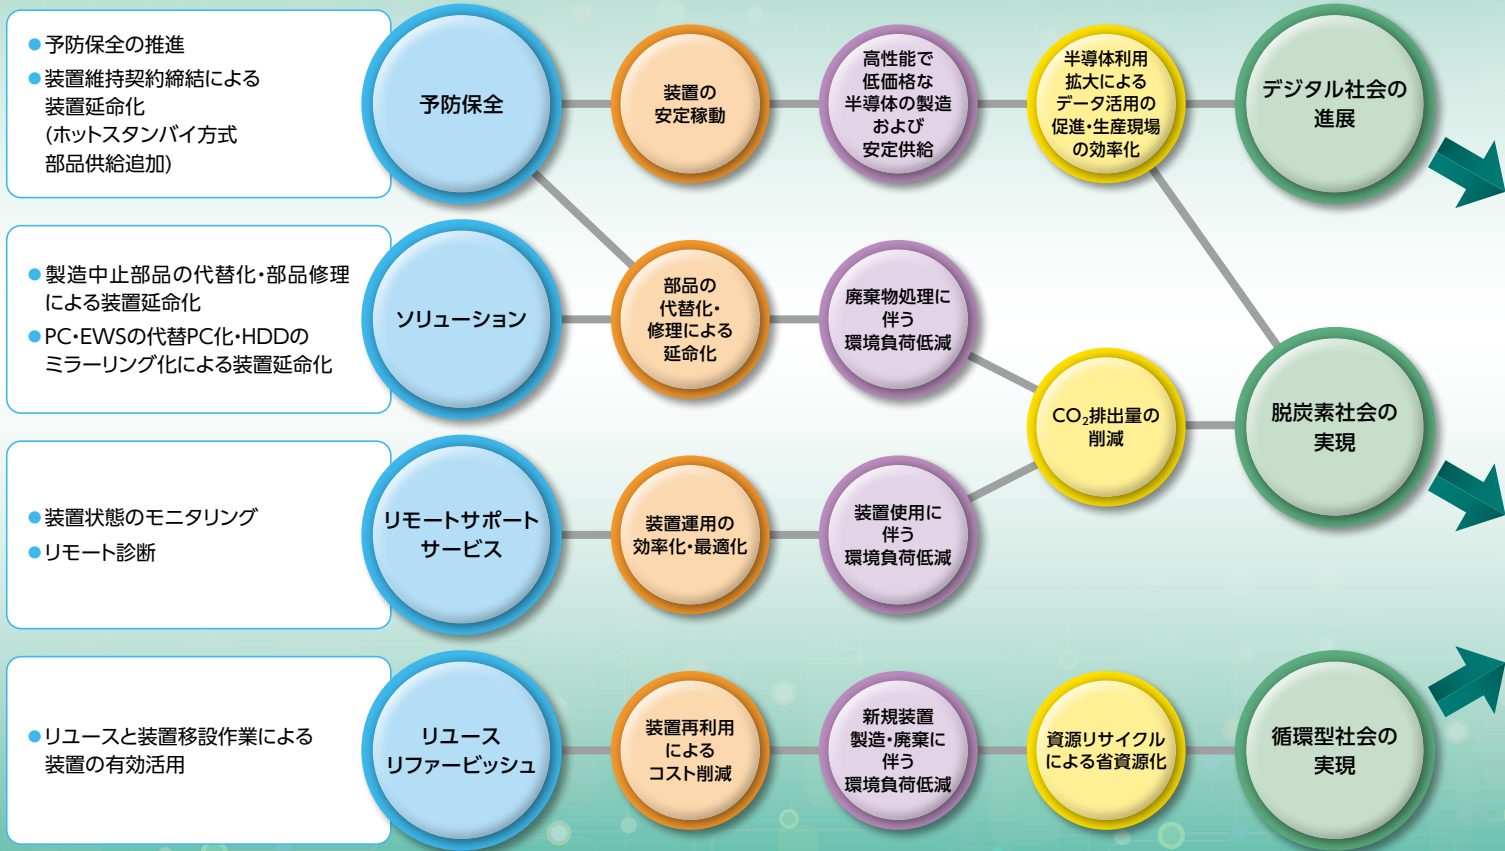 ●予防保全の推進
●装置維持契約締結による
装置延命化
(ホットスタンバイ方式
部品供給追加)
予防保全
装置の
安定稼動
高性能で
低価格な
半導体の製造
および
安定供給
半導体利用
拡大による
データ活用の
促進・生産現場
の効率化
デジタル社会の
進展
●製造中止部品の代替化・部品修理
による装置延命化
●PC・EWSの代替PC化・HDDの
ミラーリング化による装置延命化
ソリューション
部品の
代替化・
修理による
延命化
廃棄物処理に
伴う
環境負荷低減
CO₂排出量の
削減
脱炭素社会の
実現
●装置状態のモニタリング
●リモート診断
リモートサポート
サービス
装置運用の
効率化・最適化
装置使用に
伴う
環境負荷低減
●リユースと装置移設作業による
装置の有効活用
リユース
リファービッシュ
装置再利用
による
コスト削減
新規装置
製造・廃棄に
伴う
環境負荷低減
資源リサイクル
による省資源化
循環型社会の
実現